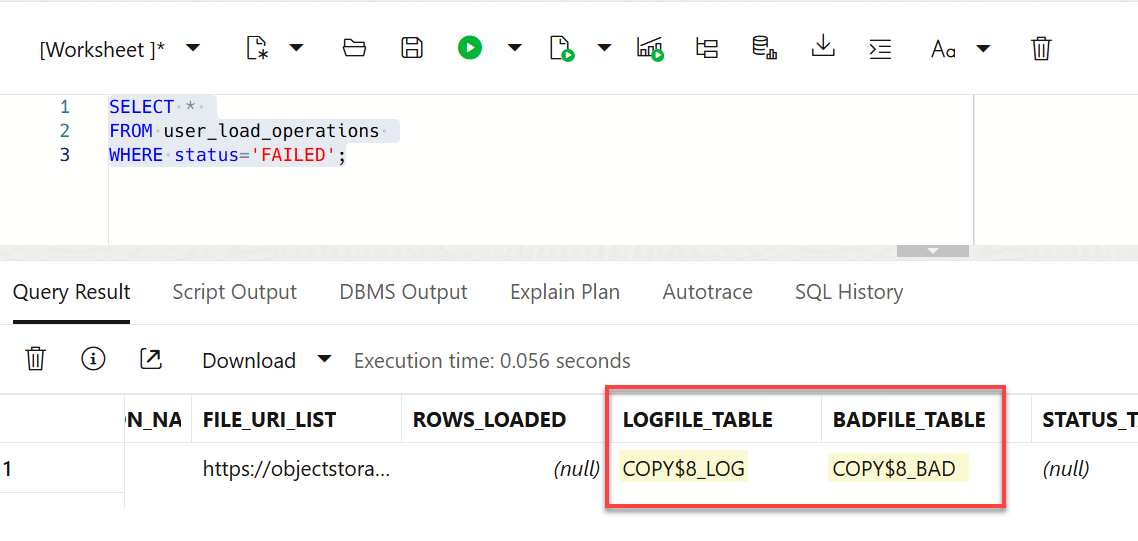 [Worksheet ]*
Aa
1 SELECT *
2 FROM user_load_operations
3 WHERE status='FAILED';
Query Result Script Output DBMS Output Explain Plan Autotrace SQL History
Download Execution time: 0.056 seconds
ON_NA FILE_URI_LIST ROWS_LOADED LOGFILE_TABLE BADFILE_TABLE STATUS_TA
1 https://objectstora... (null) COPY$8_LOG COPY$8_BAD (null)